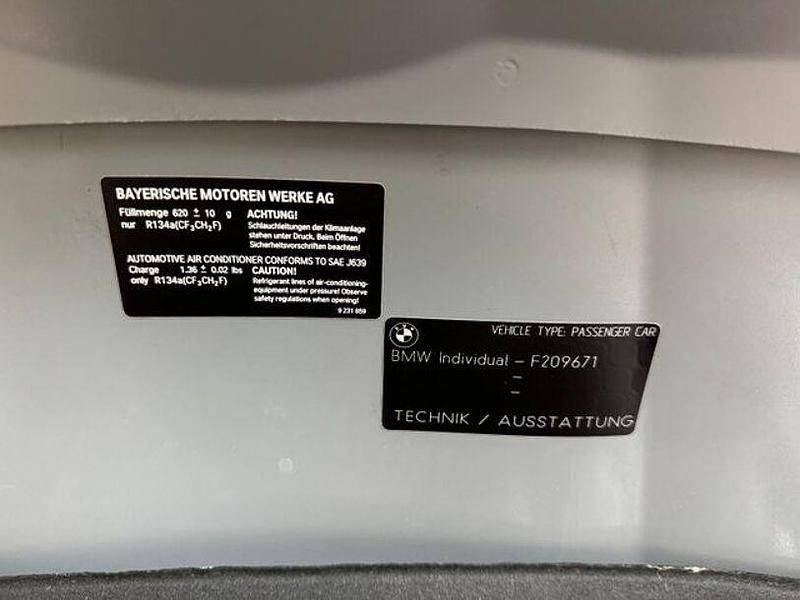 BAYERISCHE MOTOREN WERKE AG
Füllmenge 620 ± 10 g
nur R134a(CF₃CH₂F)
ACHTUNG!
Schlauchleitungen der Klimaanlage
stehen unter Druck. Beim Öffnen
Sicherheitsvorschriften beachten!
AUTOMOTIVE AIR CONDITIONER CONFORMS TO SAE J639
Charge 1.36 ± 0.02 lbs
only R134a(CF₃CH₂F)
CAUTION!
Refrigerant lines of air-conditioning-
equipment under pressure! Observe
safety regulations when opening!
9 231 859
BMW
VEHICLE TYPE: PASSENGER CAR
BMW Individual – F209671
–
–
TECHNIK / AUSSTATTUNG